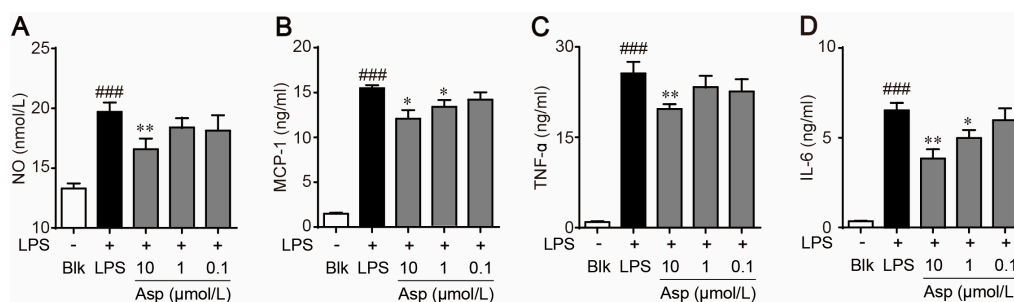 A
NO (nmol/L)
25
20
15
10
###
**
LPS - + + + +
Blk LPS 10 1 0.1
Asp (μmol/L)
B
MCP-1 (ng/ml)
20
15
10
5
0
###
*
*
LPS - + + + +
Blk LPS 10 1 0.1
Asp (μmol/L)
C
TNF-α (ng/ml)
30
20
10
0
###
**
LPS - + + + +
Blk LPS 10 1 0.1
Asp (μmol/L)
D
IL-6 (ng/ml)
10
5
0
###
**
*
LPS - + + + +
Blk LPS 10 1 0.1
Asp (μmol/L)